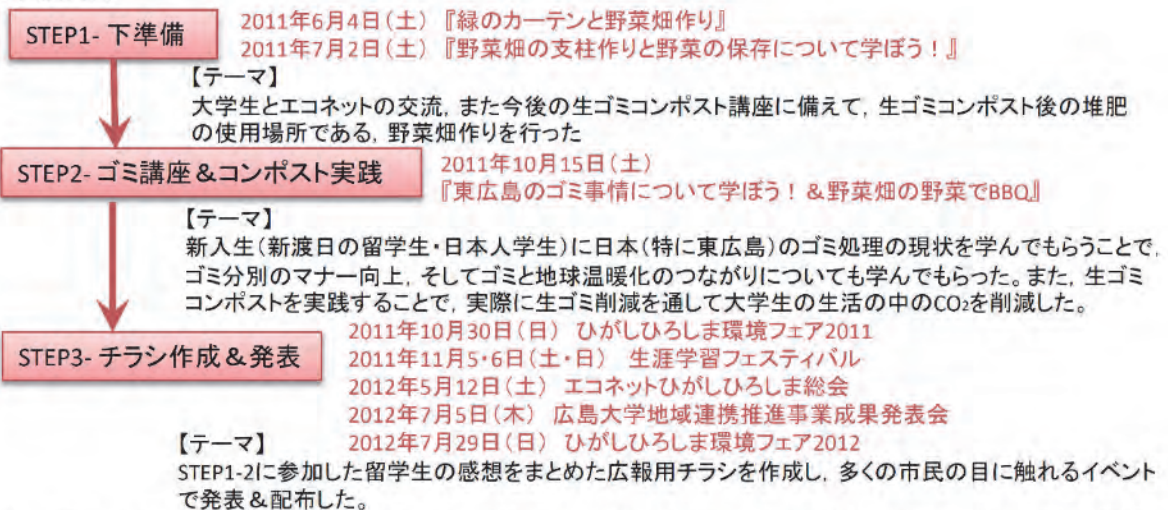 STEP1- 下準備
2011年6月4日(土) 『緑のカーテンと野菜畑作り』
2011年7月2日(土) 『野菜畑の支柱作りと野菜の保存について学ぼう！』
【テーマ】
大学生とエコネットの交流, また今後の生ゴミコンポスト講座に備えて, 生ゴミコンポスト後の堆肥
の使用場所である, 野菜畑作りを行った
STEP2- ゴミ講座＆コンポスト実践
2011年10月15日(土)
『東広島のゴミ事情について学ぼう！＆野菜畑の野菜でBBQ』
【テーマ】
新入生(新渡日の留学生・日本人学生)に日本(特に東広島)のゴミ処理の現状を学んでもらうことで,
ゴミ分別のマナー向上, そしてゴミと地球温暖化のつながりについても学んでもらった。また, 生ゴミ
コンポストを実践することで, 実際に生ゴミ削減を通して大学生の生活の中のCO₂を削減した。
STEP3- チラシ作成＆発表
2011年10月30日(日) ひがしひろしま環境フェア2011
2011年11月5・6日(土・日) 生涯学習フェスティバル
2012年5月12日(土) エコネットひがしひろしま総会
2012年7月5日(木) 広島大学地域連携推進事業成果発表会
2012年7月29日(日) ひがしひろしま環境フェア2012
【テーマ】
STEP1-2に参加した留学生の感想をまとめた広報用チラシを作成し, 多くの市民の目に触れるイベント
で発表＆配布した。